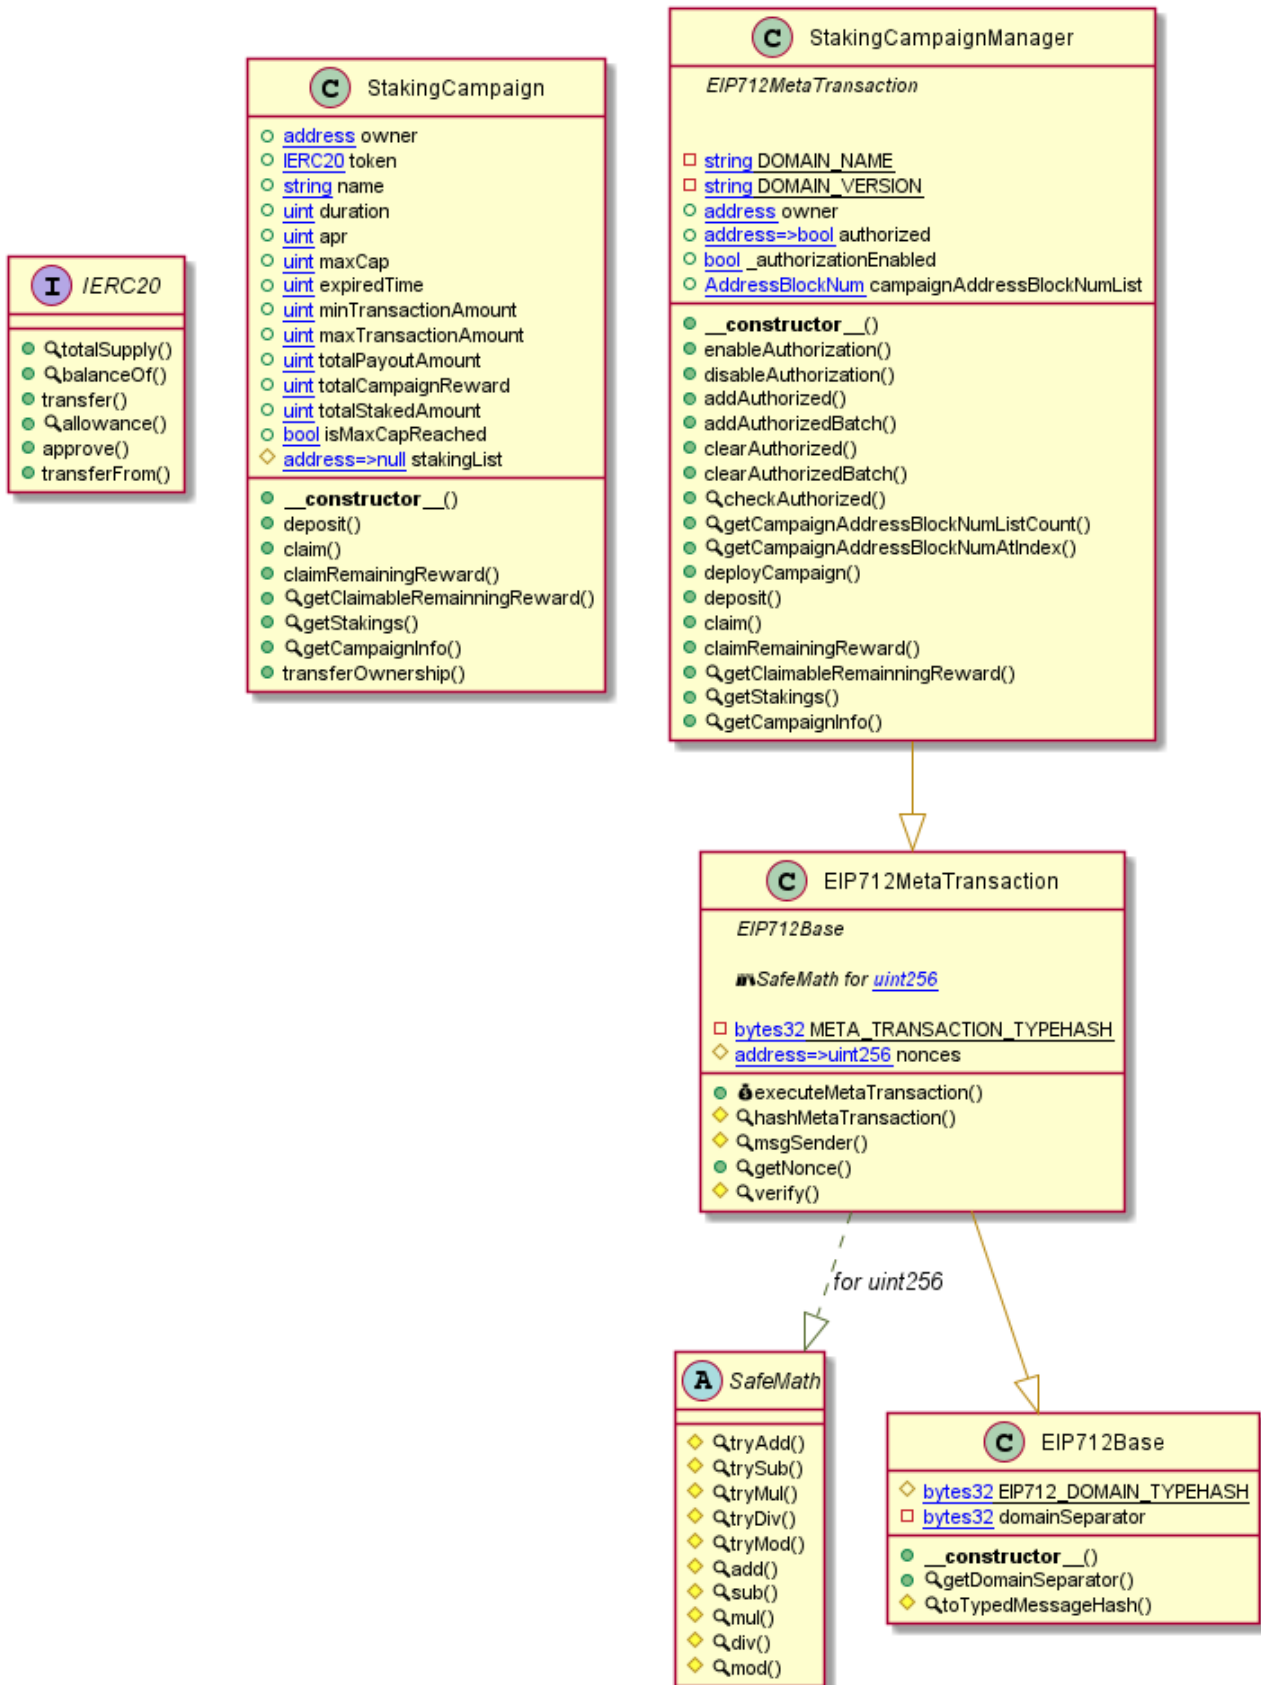 I IERC20
totalSupply()
balanceOf()
transfer()
allowance()
approve()
transferFrom()
C StakingCampaign
address owner
IERC20 token
string name
uint duration
uint apr
uint maxCap
uint expiredTime
uint minTransactionAmount
uint maxTransactionAmount
uint totalPayoutAmount
uint totalCampaignReward
uint totalStakedAmount
bool isMaxCapReached
address=>null stakingList
__constructor__()
deposit()
claim()
claimRemainingReward()
getClaimableRemainningReward()
getStakings()
getCampaignInfo()
transferOwnership()
C StakingCampaignManager
EIP712MetaTransaction
string DOMAIN_NAME
string DOMAIN_VERSION
address owner
address=>bool authorized
bool _authorizationEnabled
AddressBlockNum campaignAddressBlockNumList
__constructor__()
enableAuthorization()
disableAuthorization()
addAuthorized()
addAuthorizedBatch()
clearAuthorized()
clearAuthorizedBatch()
checkAuthorized()
getCampaignAddressBlockNumListCount()
getCampaignAddressBlockNumAtIndex()
deployCampaign()
deposit()
claim()
claimRemainingReward()
getClaimableRemainningReward()
getStakings()
getCampaignInfo()
C EIP712MetaTransaction
EIP712Base
SafeMath for uint256
bytes32 META_TRANSACTION_TYPEHASH
address=>uint256 nonces
executeMetaTransaction()
hashMetaTransaction()
msgSender()
getNonce()
verify()
for uint256
A SafeMath
tryAdd()
trySub()
tryMul()
tryDiv()
tryMod()
add()
sub()
mul()
div()
mod()
C EIP712Base
bytes32 EIP712_DOMAIN_TYPEHASH
bytes32 domainSeparator
__constructor__()
getDomainSeparator()
toTypedMessageHash()